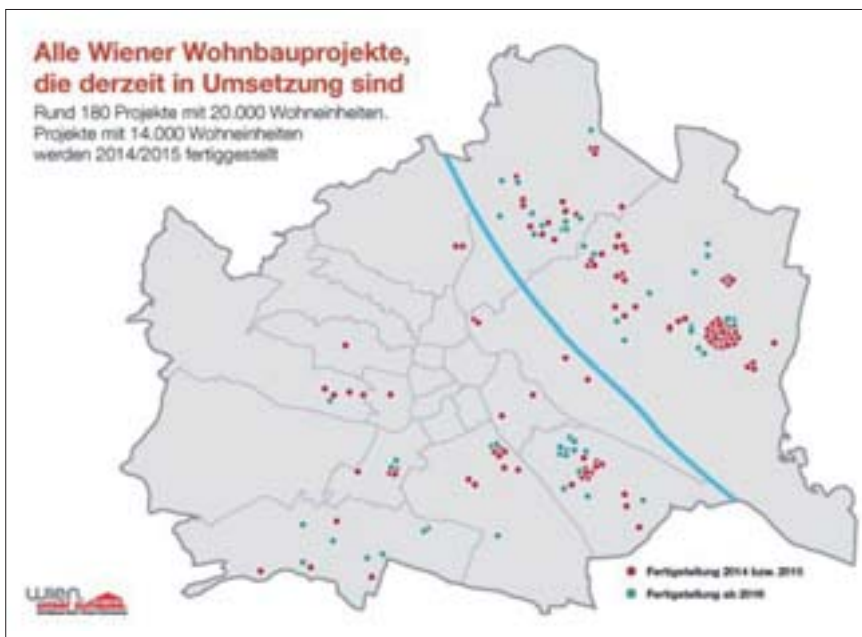 Alle Wiener Wohnbauprojekte,
die derzeit in Umsetzung sind
Rund 180 Projekte mit 20.000 Wohneinheiten.
Projekte mit 14.000 Wohneinheiten
werden 2014/2015 fertiggestellt
Fertigstellung 2014 bzw. 2015
Fertigstellung ab 2016
wien